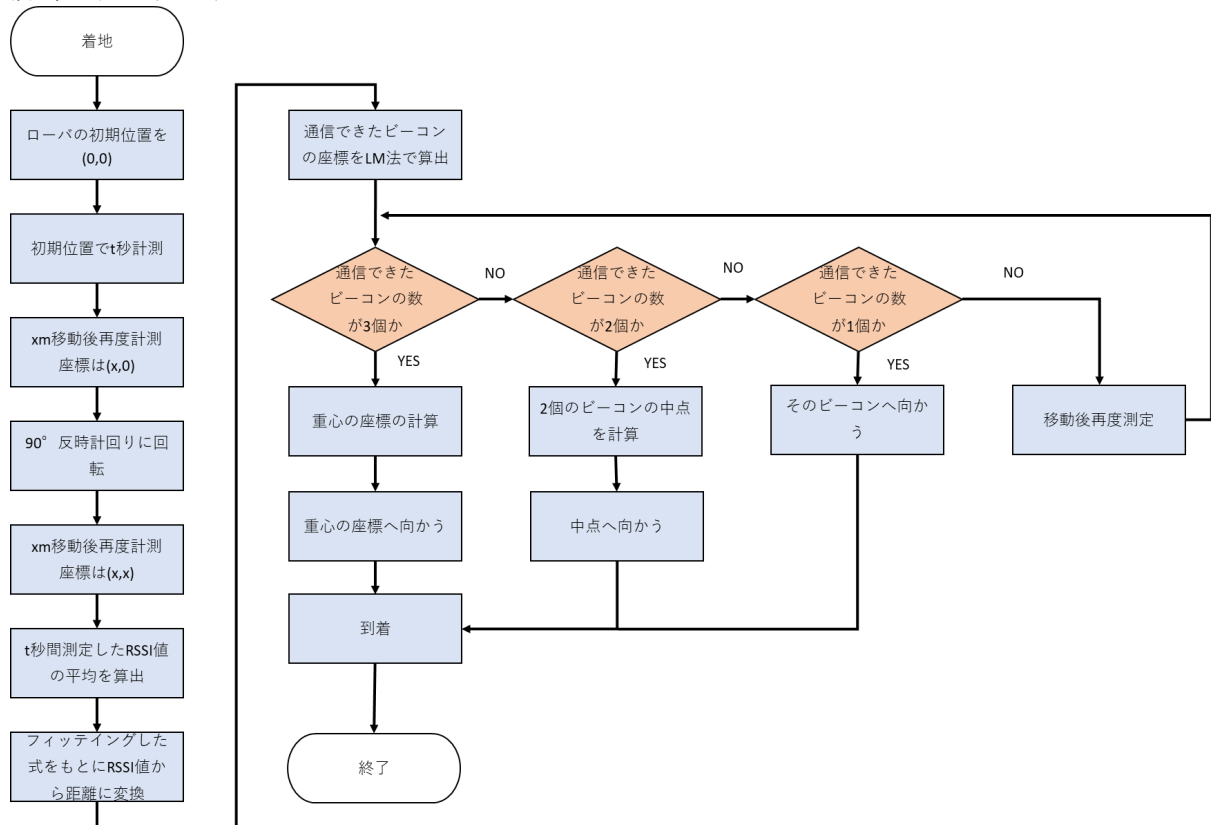 着地
ローバの初期位置を
(0,0)
初期位置でt秒計測
xm移動後再度計測
座標は(x,0)
90°反時計回りに回
転
xm移動後再度計測
座標は(x,x)
t秒間測定したRSSI値
の平均を算出
フィッテイングした
式をもとにRSSI値か
ら距離に変換
通信できたビーコン
の座標をLM法で算出
通信できた
ビーコンの数
が3個か
NO
通信できた
ビーコンの数
が2個か
NO
通信できた
ビーコンの数
が1個か
NO
YES
YES
YES
重心の座標の計算
2個のビーコンの中点
を計算
そのビーコンへ向か
う
移動後再度測定
重心の座標へ向かう
中点へ向かう
到着
終了